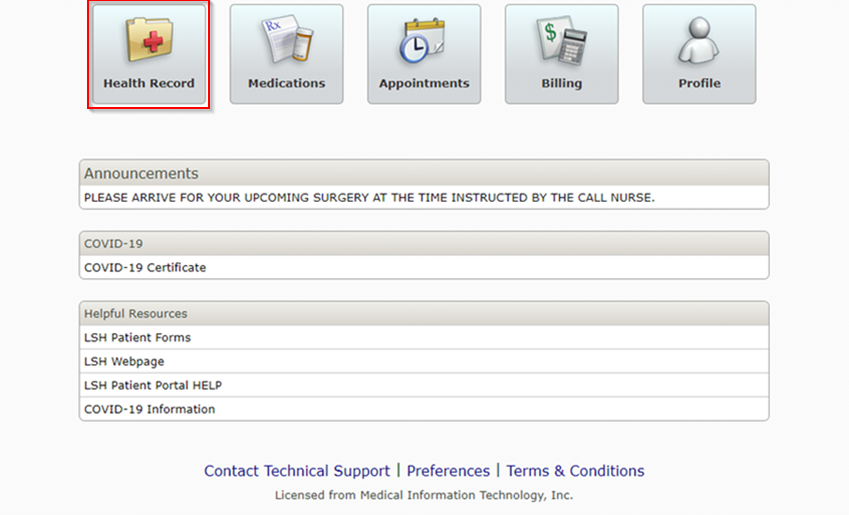 Rx
$
Health Record
Medications
Appointments
Billing
Profile
Announcements
PLEASE ARRIVE FOR YOUR UPCOMING SURGERY AT THE TIME INSTRUCTED BY THE CALL NURSE.
COVID-19
COVID-19 Certificate
Helpful Resources
LSH Patient Forms
LSH Webpage
LSH Patient Portal HELP
COVID-19 Information
Contact Technical Support | Preferences | Terms & Conditions
Licensed from Medical Information Technology, Inc.